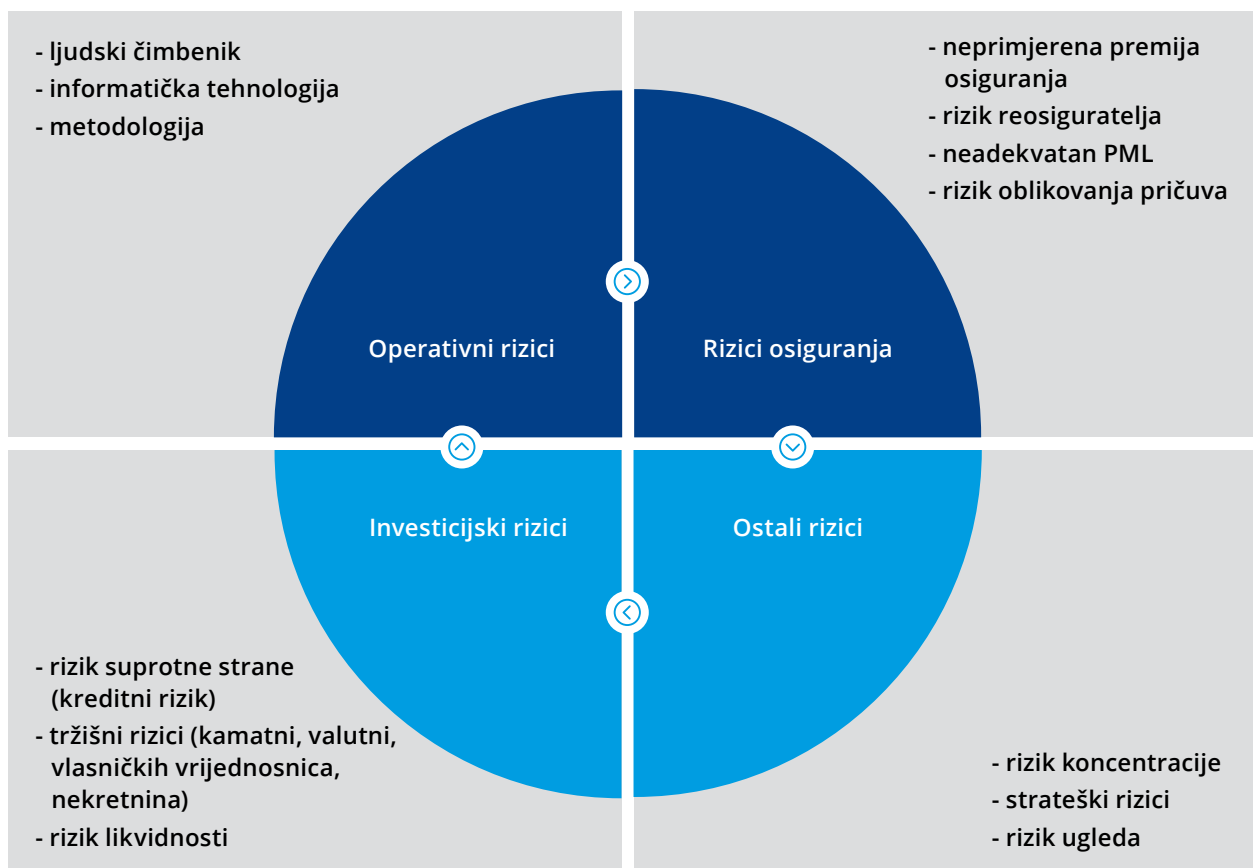 - ljudski čimbenik
- informatička tehnologija
- metodologija
- neprimjerena premija
osiguranja
- rizik reosiguratelja
- neadekvatan PML
- rizik oblikovanja pričuva
Operativni rizici
Rizici osiguranja
Investicijski rizici
Ostali rizici
- rizik suprotne strane
(kreditni rizik)
- tržišni rizici (kamatni, valutni,
vlasničkih vrijednosnica,
nekretnina)
- rizik likvidnosti
- rizik koncentracije
- strateški rizici
- rizik ugleda